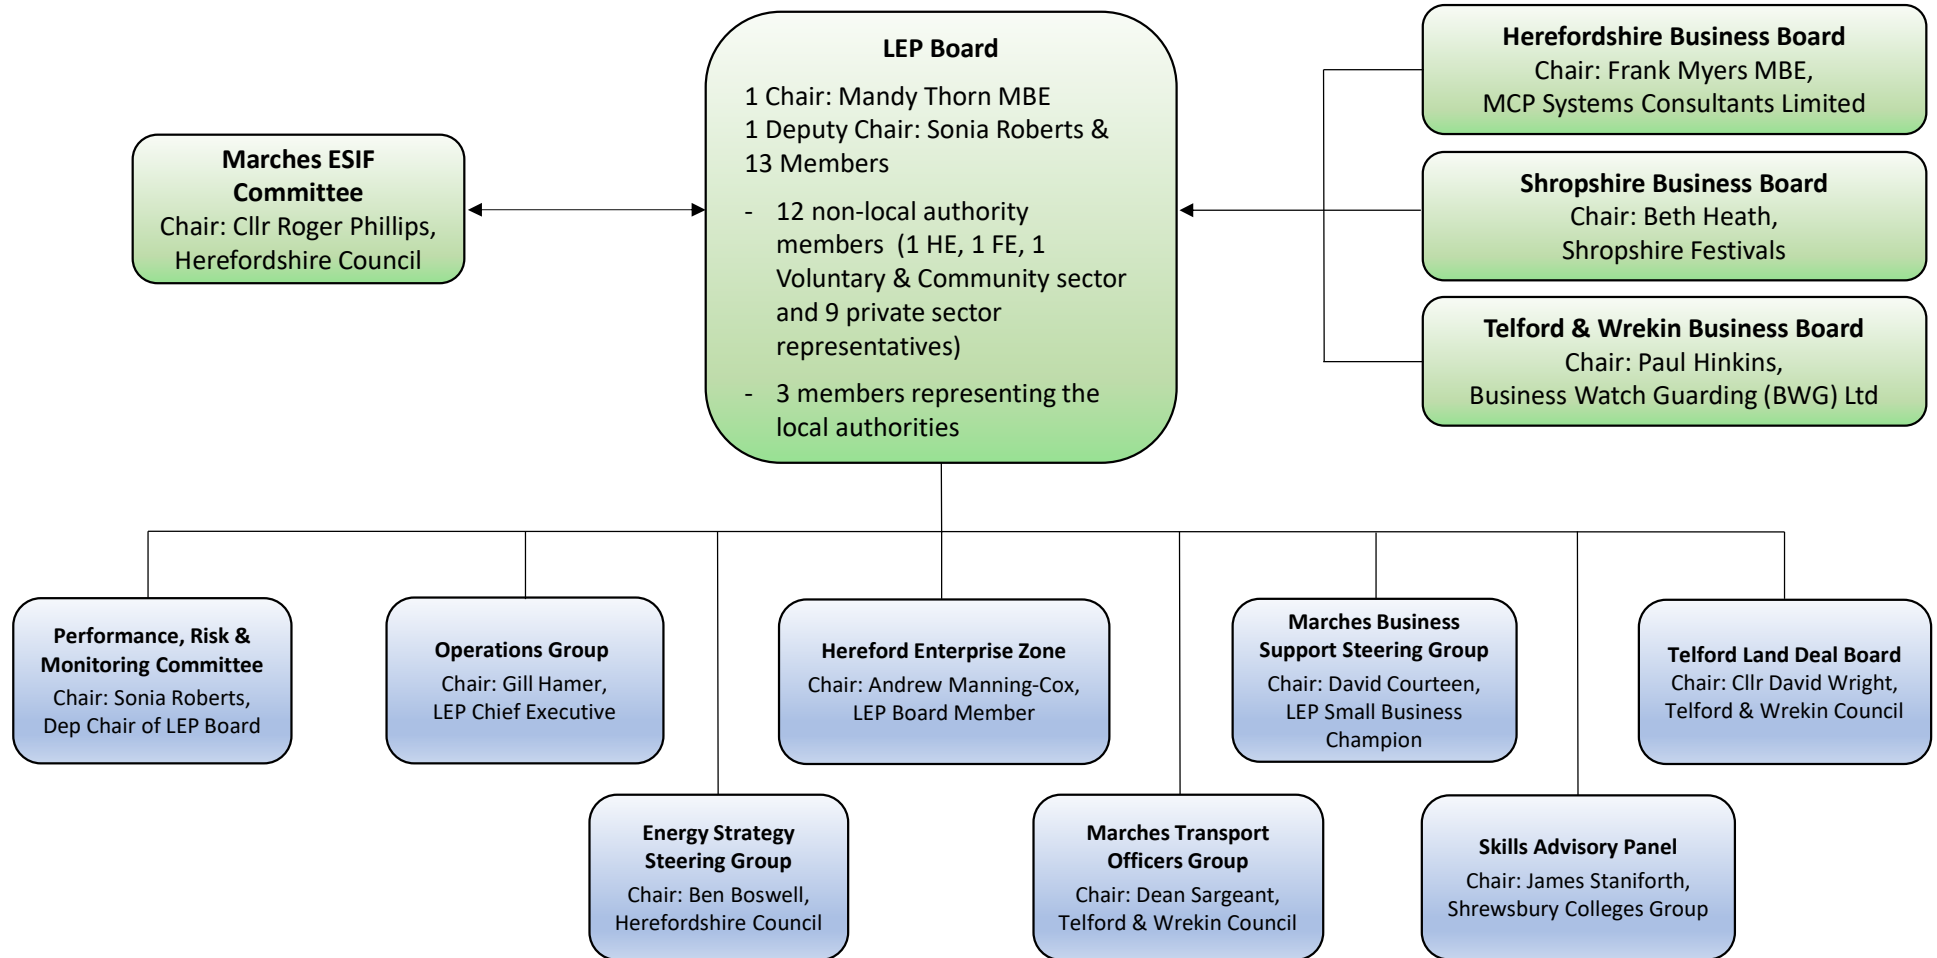 LEP Board
1 Chair: Mandy Thorn MBE
1 Deputy Chair: Sonia Roberts &
13 Members
- 12 non-local authority
members (1 HE, 1 FE, 1
Voluntary & Community sector
and 9 private sector
representatives)
- 3 members representing the
local authorities
Marches ESIF
Committee
Chair: Cllr Roger Phillips,
Herefordshire Council
Herefordshire Business Board
Chair: Frank Myers MBE,
MCP Systems Consultants Limited
Shropshire Business Board
Chair: Beth Heath,
Shropshire Festivals
Telford & Wrekin Business Board
Chair: Paul Hinkins,
Business Watch Guarding (BWG) Ltd
Performance, Risk &
Monitoring Committee
Chair: Sonia Roberts,
Dep Chair of LEP Board
Operations Group
Chair: Gill Hamer,
LEP Chief Executive
Hereford Enterprise Zone
Chair: Andrew Manning-Cox,
LEP Board Member
Marches Business
Support Steering Group
Chair: David Courteen,
LEP Small Business
Champion
Telford Land Deal Board
Chair: Cllr David Wright,
Telford & Wrekin Council
Energy Strategy
Steering Group
Chair: Ben Boswell,
Herefordshire Council
Marches Transport
Officers Group
Chair: Dean Sargeant,
Telford & Wrekin Council
Skills Advisory Panel
Chair: James Staniforth,
Shrewsbury Colleges Group